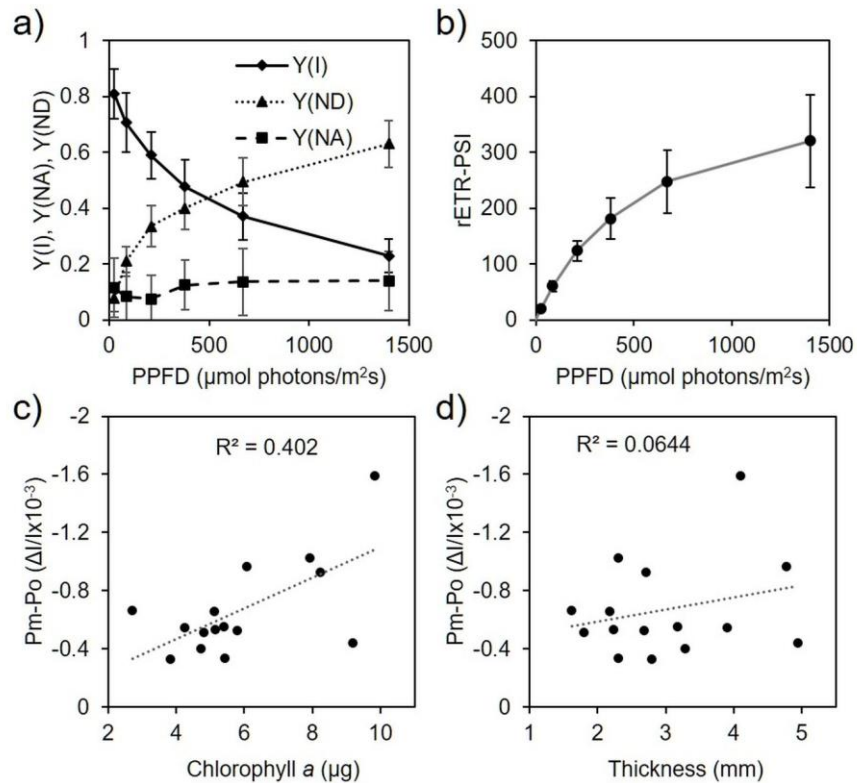 a)
Y(I), Y(NA), Y(ND)
1
0.8
0.6
0.4
0.2
0
Y(I)
Y(ND)
Y(NA)
0
500
1000
1500
PPFD (µmol photons/m²s)
b)
rETR-PSI
500
400
300
200
100
0
0
500
1000
1500
PPFD (µmol photons/m²s)
c)
Pm-Po (ΔI/Ix10⁻³)
-2
-1.6
-1.2
-0.8
-0.4
0
R² = 0.402
2
4
6
8
10
Chlorophyll a (µg)
d)
Pm-Po (ΔI/Ix10⁻³)
-2
-1.6
-1.2
-0.8
-0.4
0
R² = 0.0644
1
2
3
4
5
Thickness (mm)